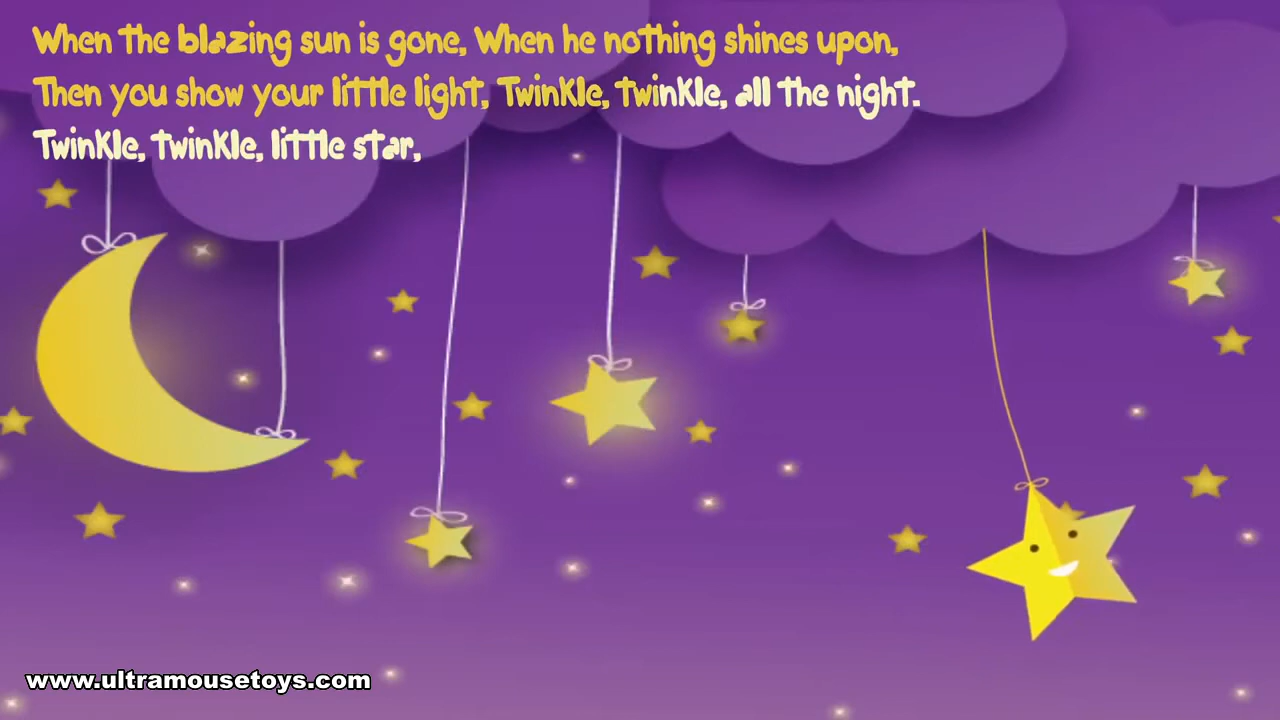 When the blazing sun is gone, When he nothing shines upon,
Then you show your little light, Twinkle, twinkle, all the night.
Twinkle, twinkle, little star,
www.ultramousetoys.com